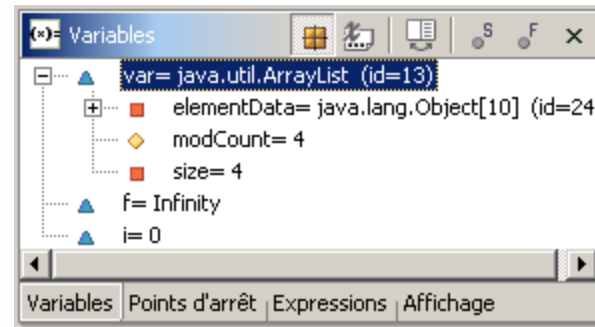 (x)= Variables S F
var= java.util.ArrayList (id=13)
elementData= java.lang.Object[10] (id=24
modCount= 4
size= 4
f= Infinity
i= 0
Variables Points d'arrêt Expressions Affichage